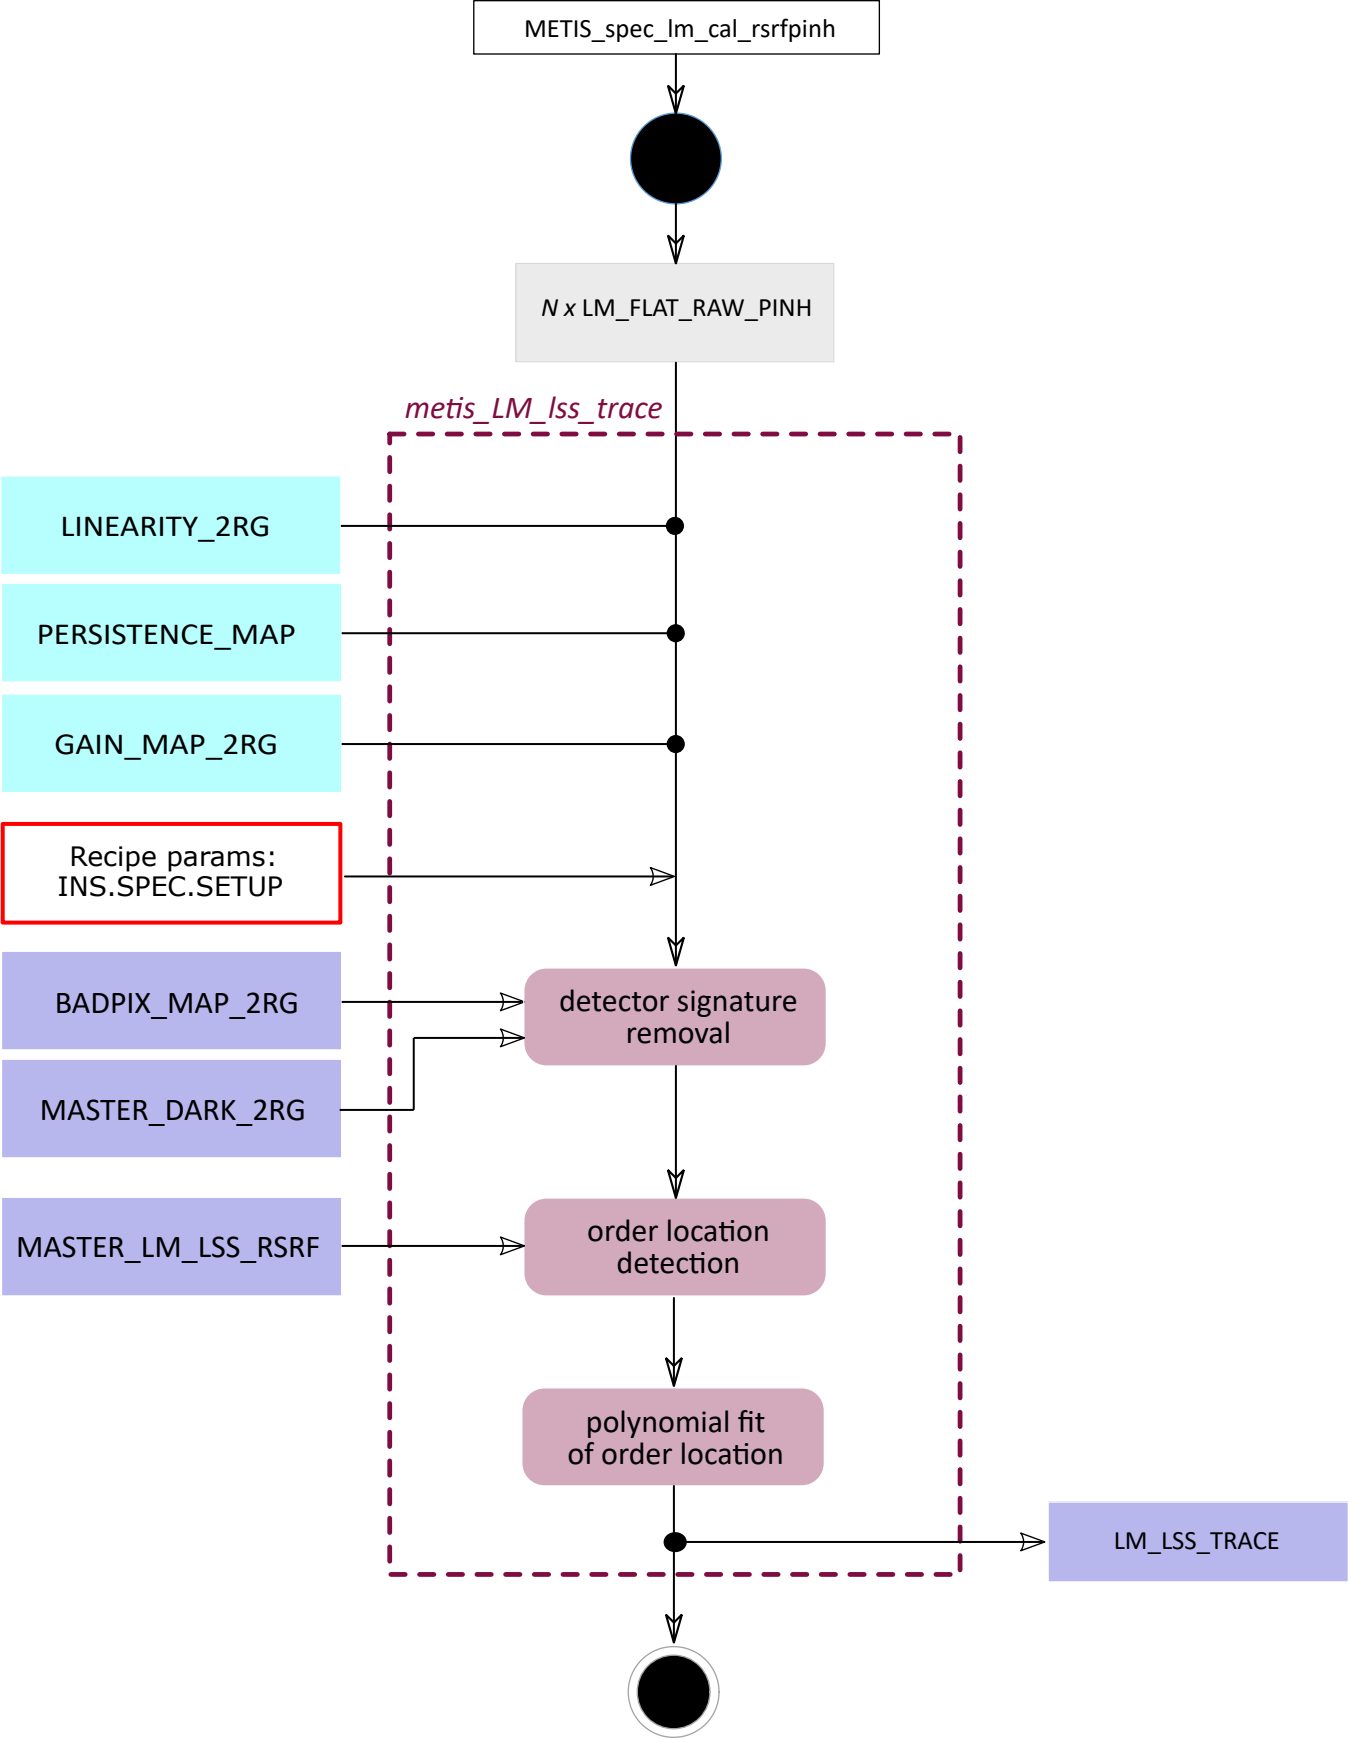 METIS_spec_lm_cal_rsrfpinh
N x LM_FLAT_RAW_PINH
metis_LM_lss_trace
LINEARITY_2RG
PERSISTENCE_MAP
GAIN_MAP_2RG
Recipe params:
INS.SPEC.SETUP
BADPIX_MAP_2RG
detector signature
removal
MASTER_DARK_2RG
MASTER_LM_LSS_RSRF
order location
detection
polynomial fit
of order location
LM_LSS_TRACE